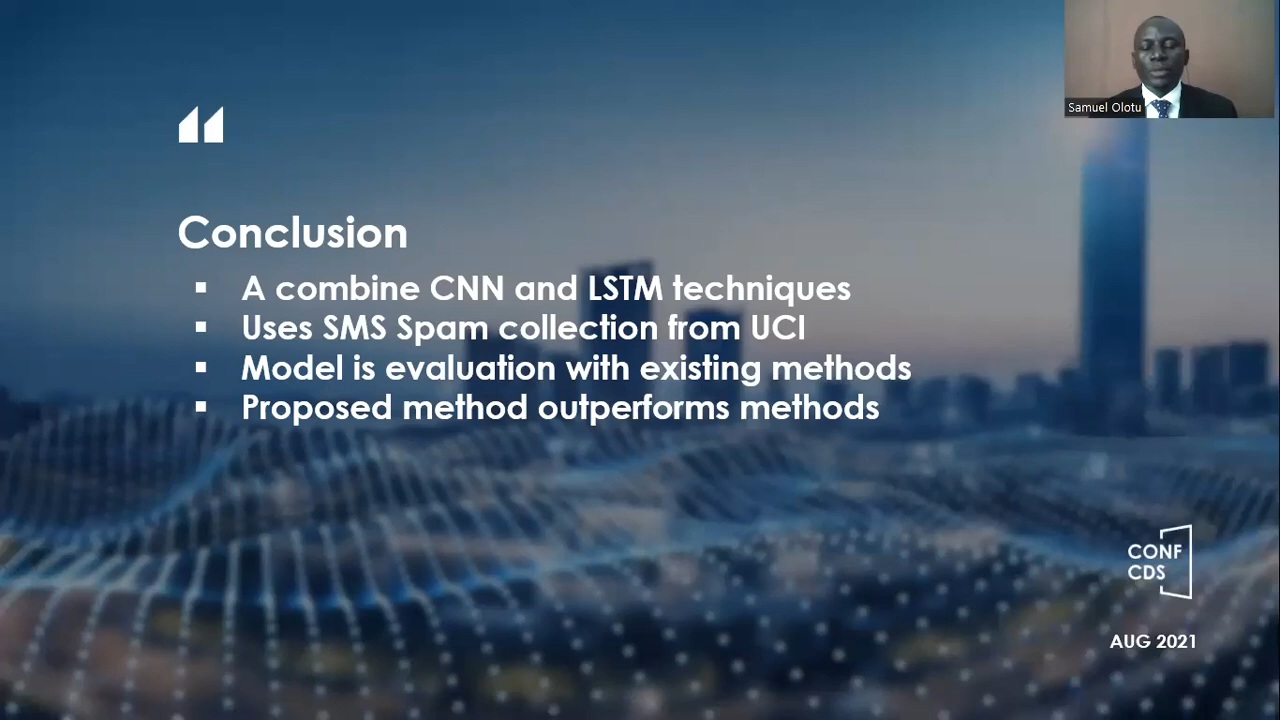 Samuel Olotu
Conclusion
▪ A combine CNN and LSTM techniques
▪ Uses SMS Spam collection from UCI
▪ Model is evaluation with existing methods
▪ Proposed method outperforms methods
CONF
CDS
AUG 2021